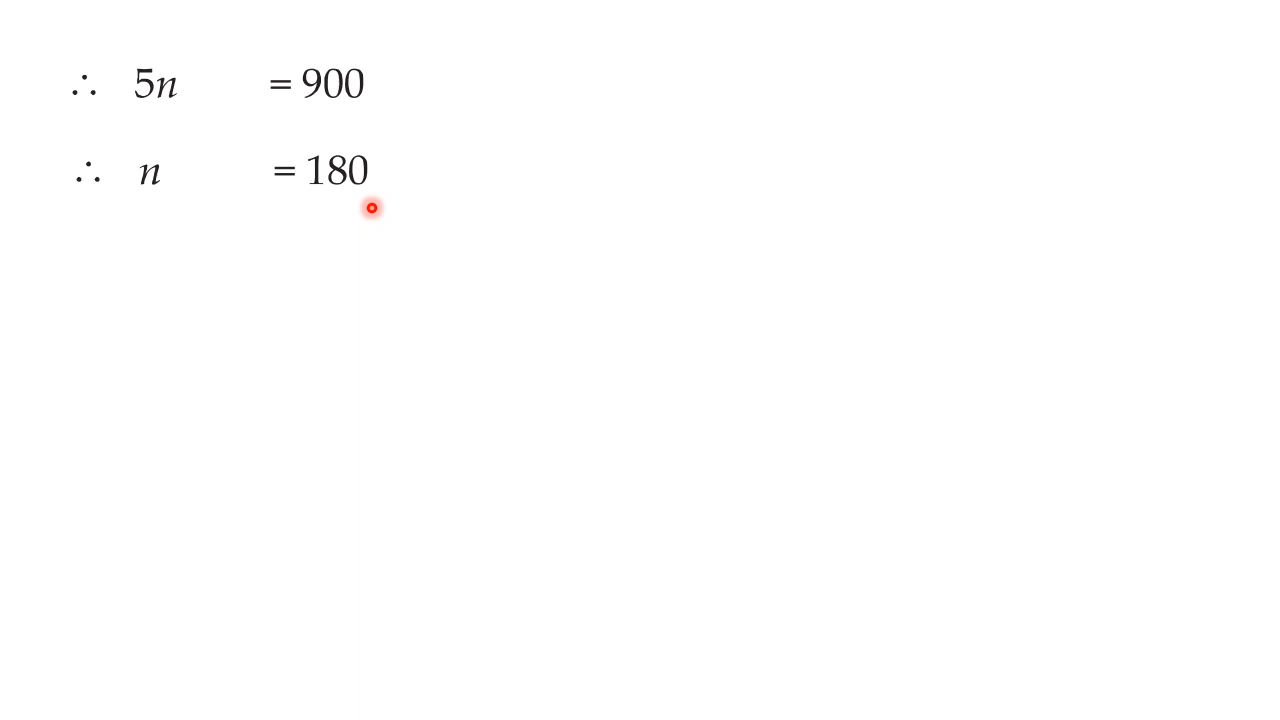 ∴ 5n = 900
∴ n = 180